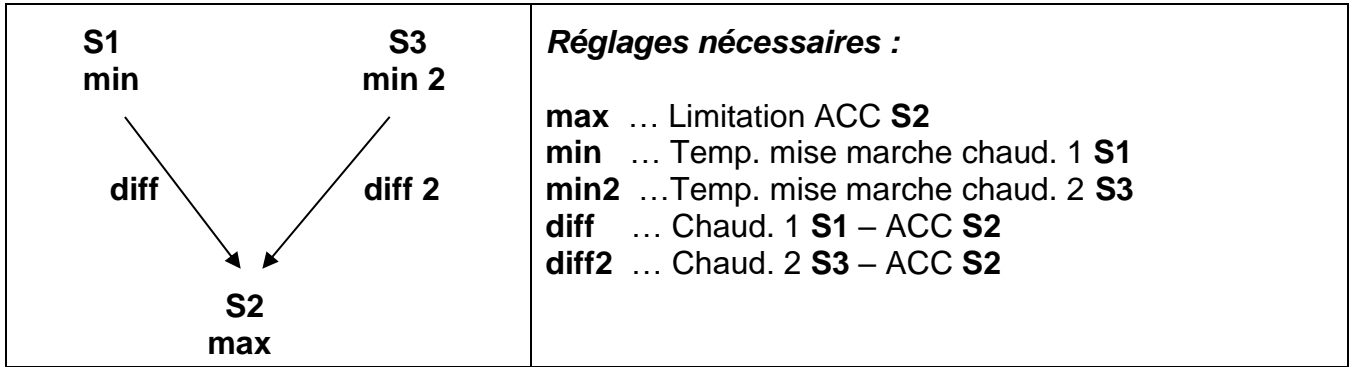 S1 S3
min min 2
diff diff 2
S2
max
Réglages nécessaires :
max … Limitation ACC S2
min … Temp. mise marche chaud. 1 S1
min2 …Temp. mise marche chaud. 2 S3
diff … Chaud. 1 S1 – ACC S2
diff2 … Chaud. 2 S3 – ACC S2